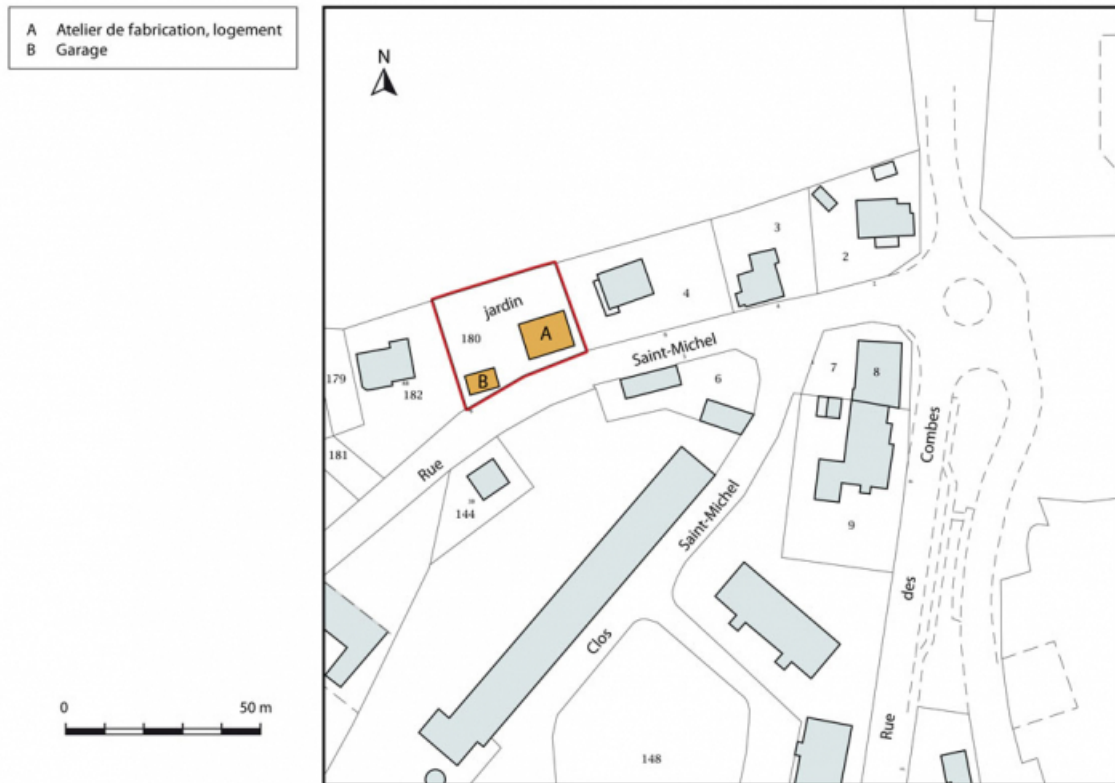 A Atelier de fabrication, logement
B Garage
N
3
2
4
jardin
180
A
B
Saint-Michel
6
7
8
179
182
181
Rue
144
Combes
Saint-Michel
9
des
Clos
Rue
148
0 50 m